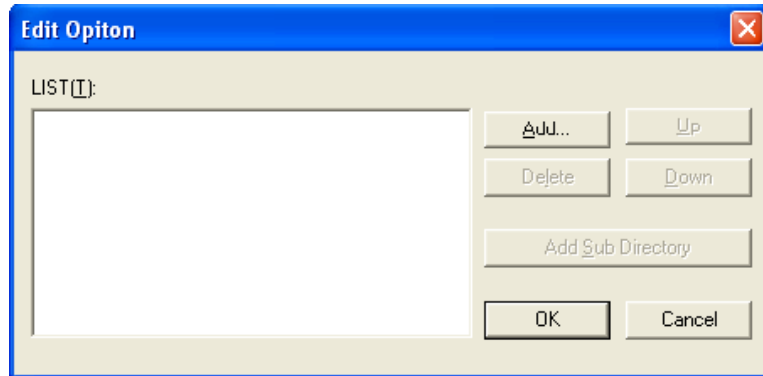 Edit Opiton
LIST(T):
Add...
Up
Delete
Down
Add Sub Directory
OK
Cancel